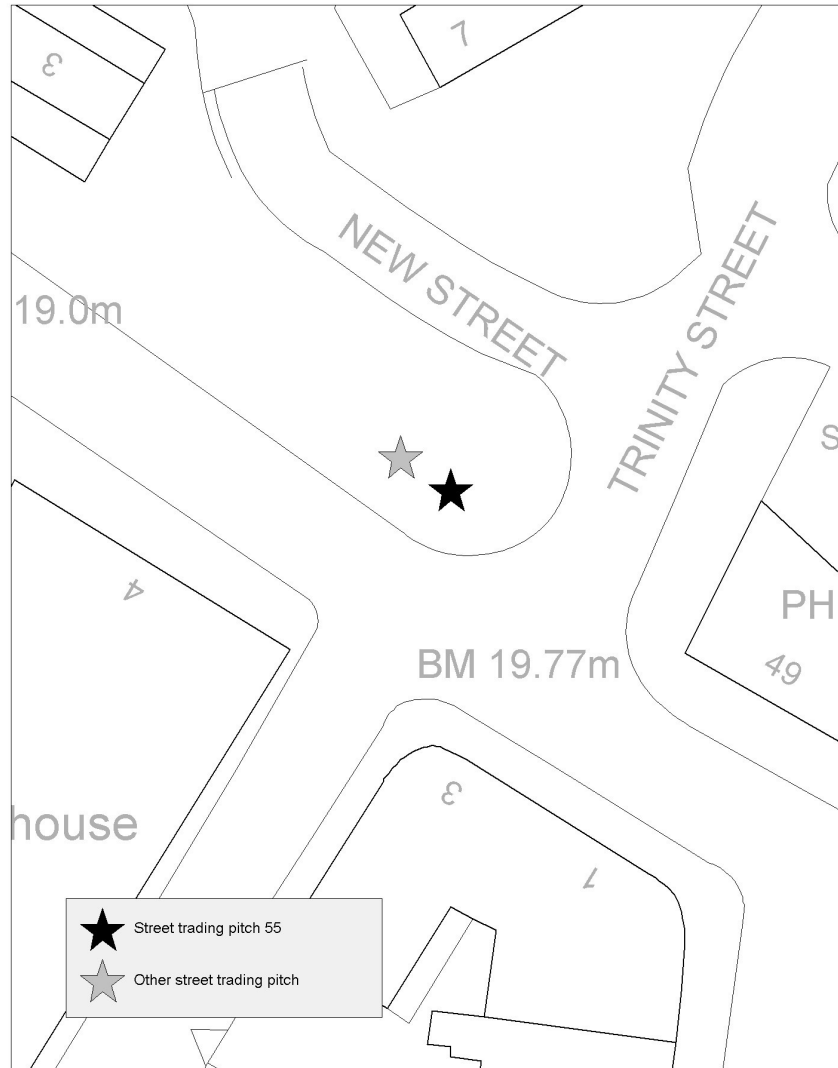 7
3
NEW STREET
TRINITY STREET
19.0m
S
4
PH
49
BM 19.77m
3
house
1
Street trading pitch 55
Other street trading pitch